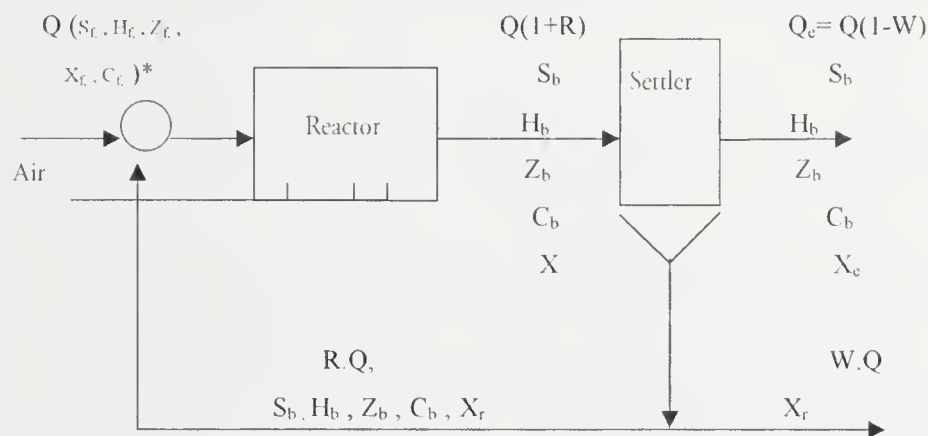 Q (S_f, H_f, Z_f, Q(1+R) Q_e= Q(1-W)
X_f, C_f, )* S_b Settler S_b
Reactor H_b H_b
Air Z_b Z_b
C_b C_b
X X_e
R.Q, W.Q
S_b, H_b , Z_b , C_b , X_r X_r